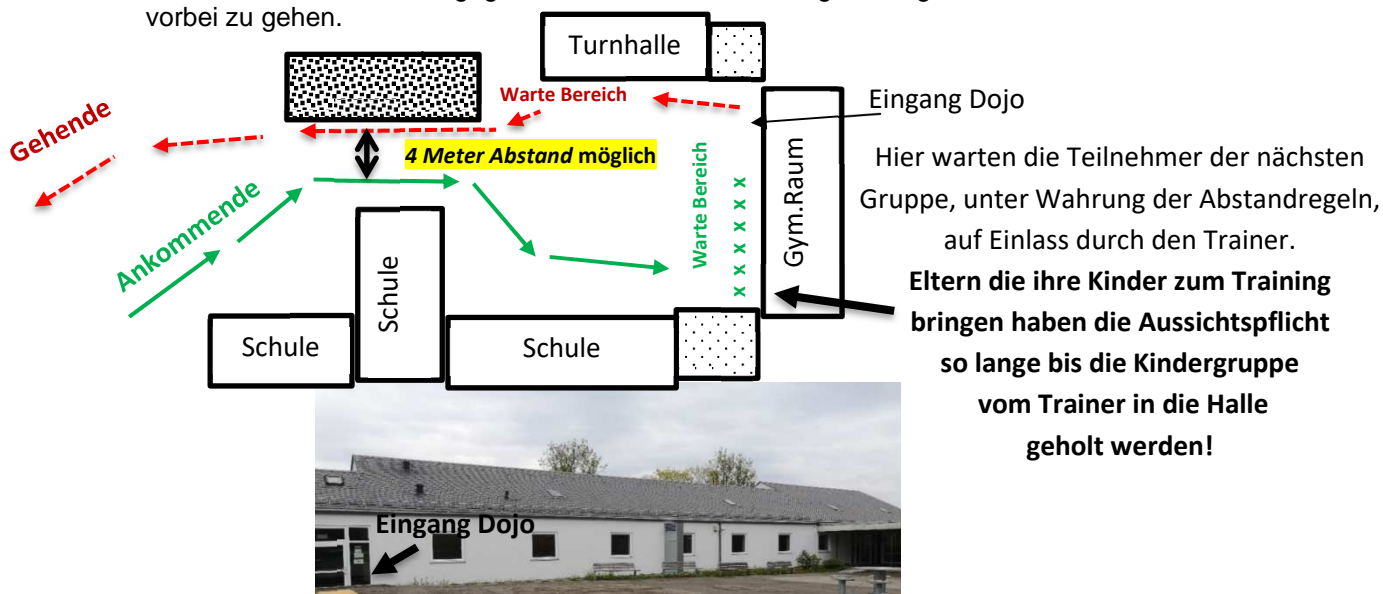 vorbei zu gehen.
Turnhalle
Warte Bereich
Eingang Dojo
Gehende
4 Meter Abstand möglich
Hier warten die Teilnehmer der nächsten
Gruppe, unter Wahrung der Abstandregeln,
auf Einlass durch den Trainer.
Eltern die ihre Kinder zum Training
bringen haben die Aussichtspflicht
so lange bis die Kindergruppe
vom Trainer in die Halle
geholt werden!
Ankommende
Warte Bereich
x x x x x x x
Gym.Raum
Schule
Schule
Schule
Eingang Dojo